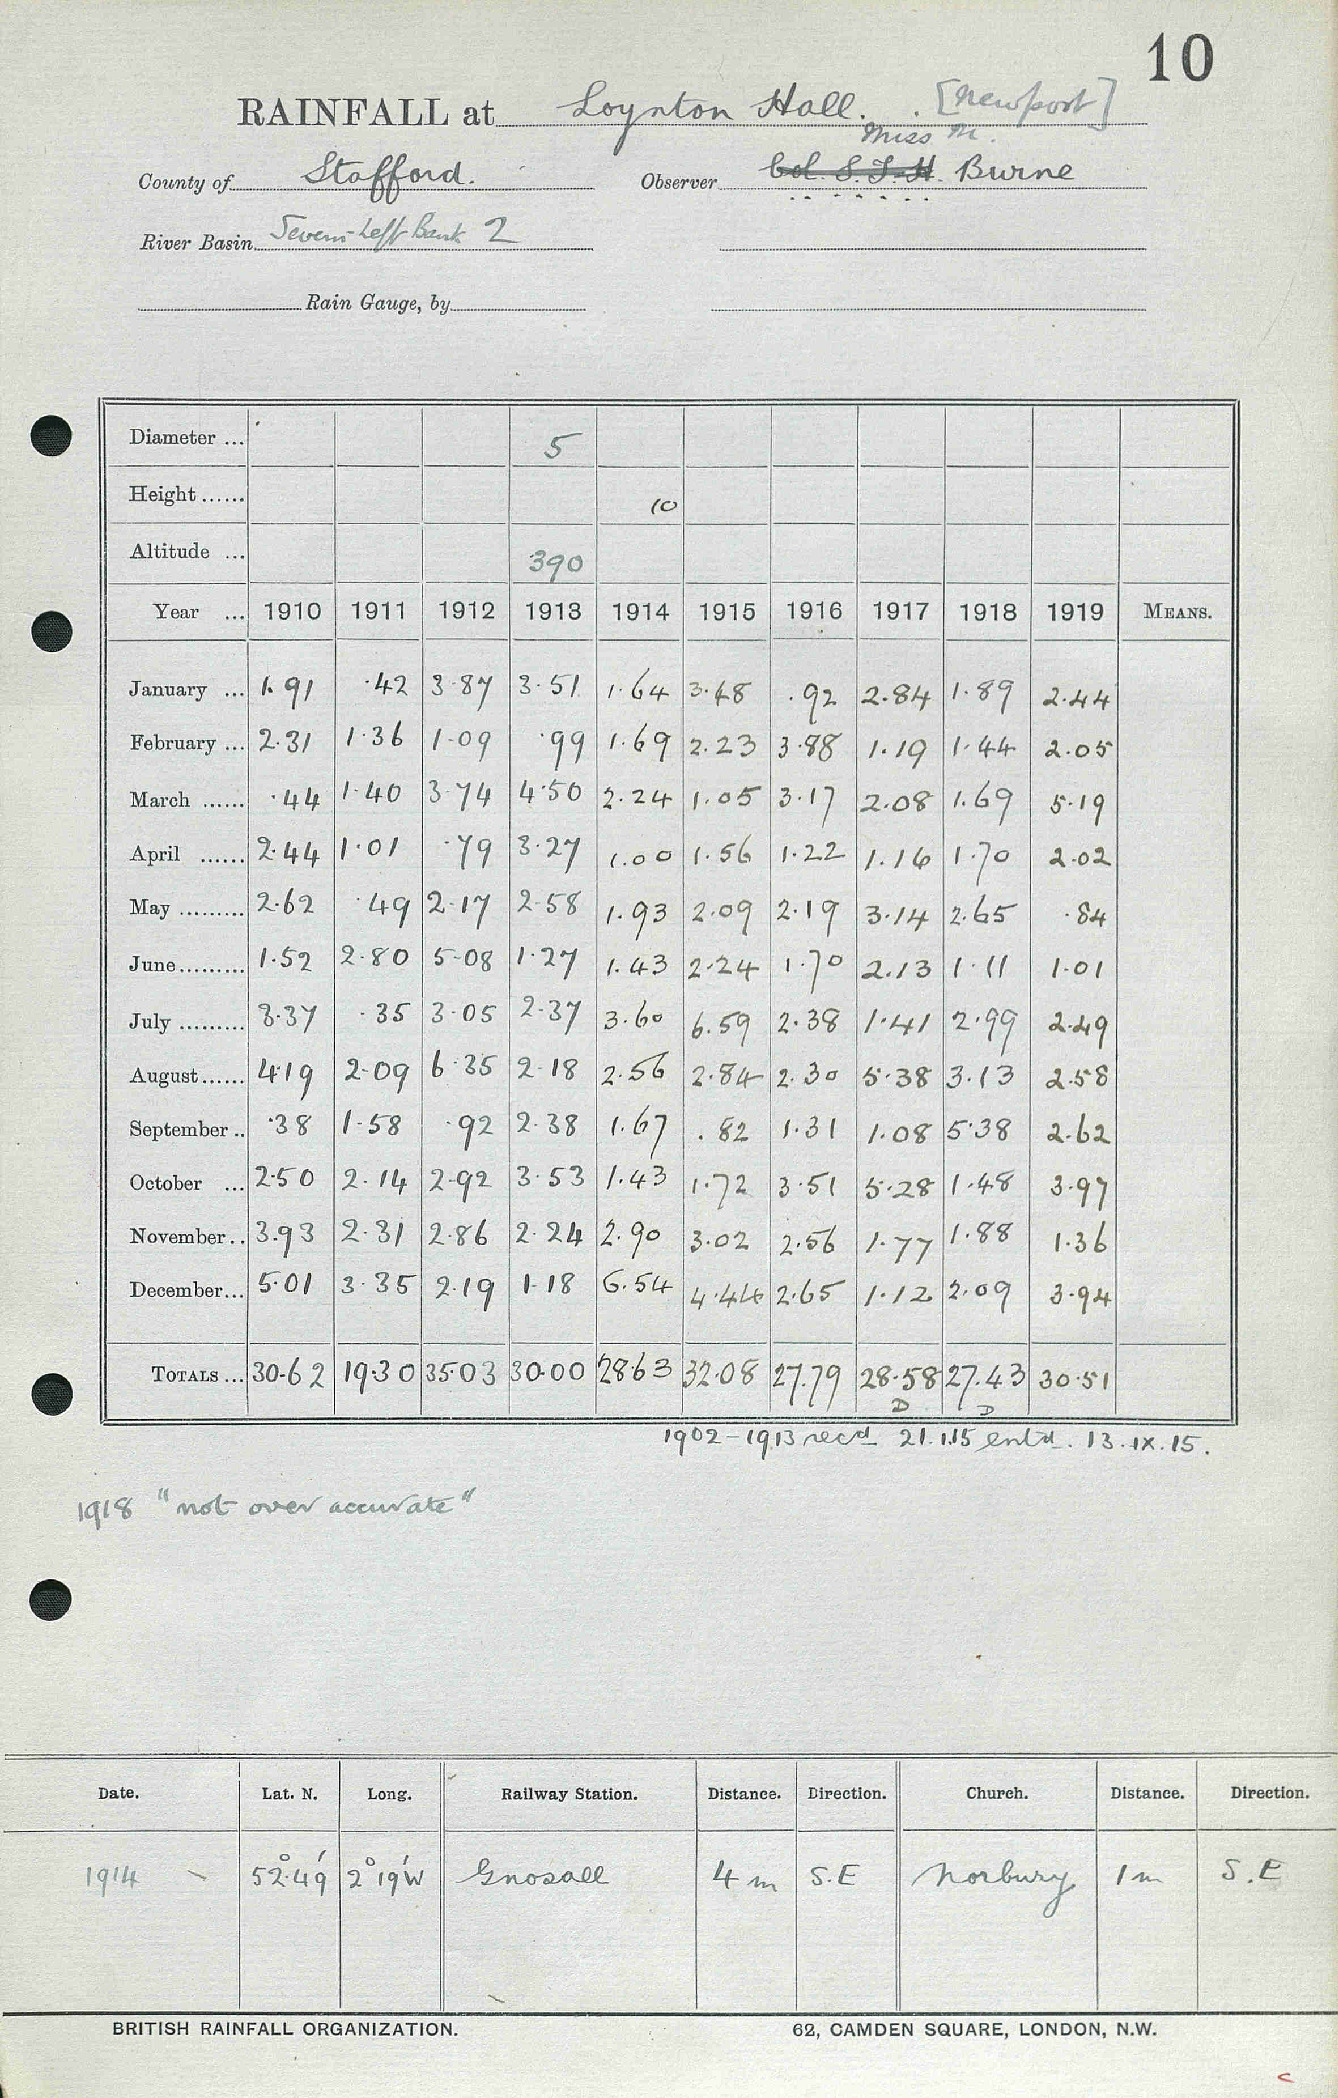 10
RAINFALL at Loynton Hall. [Newport]
Miss M.
County of Stafford. Observer Col. S.T.H. Burne
River Basin Severn Left Bank 2
Rain Gauge, by
Diameter ... 5
Height ...... 10
Altitude ... 390
Year ... 1910 1911 1912 1913 1914 1915 1916 1917 1918 1919 MEANS.
January ... 1.91 .42 3.87 3.51 1.64 3.48 .92 2.84 1.89 2.44
February ... 2.31 1.36 1.09 .99 1.69 2.23 3.88 1.19 1.44 2.05
March ...... .44 1.40 3.74 4.50 2.24 1.05 3.17 2.08 1.69 5.19
April ...... 2.44 1.01 .79 3.27 1.00 1.56 1.22 1.16 1.70 2.02
May ......... 2.62 .49 2.17 2.58 1.93 2.09 2.19 3.14 2.65 .84
June......... 1.52 2.80 5.08 1.27 1.43 2.24 1.70 2.13 1.11 1.01
July ......... 3.37 .35 3.05 2.37 3.60 6.59 2.38 1.41 2.99 2.49
August...... 4.19 2.09 6.35 2.18 2.56 2.84 2.30 5.38 3.13 2.58
September .. .38 1.58 .92 2.38 1.67 .82 1.31 1.08 5.38 2.62
October ... 2.50 2.14 2.92 3.53 1.43 1.72 3.51 5.28 1.48 3.97
November.. 3.93 2.31 2.86 2.24 2.90 3.02 2.56 1.77 1.88 1.36
December... 5.01 3.35 2.19 1.18 6.54 4.44 2.65 1.12 2.09 3.94
TOTALS ... 30.62 19.30 35.03 30.00 28.63 32.08 27.79 28.58 27.43 30.51
D D
1902-1913 recd 21.1.15 entd. 13.IX.15.
1918 "not over accurate"
Date. Lat. N. Long. Railway Station. Distance. Direction. Church. Distance. Direction.
1914 52°49' 2°19'W Gnosall 4 m S.E Norbury 1 m S.E
BRITISH RAINFALL ORGANIZATION. 62, CAMDEN SQUARE, LONDON, N.W.